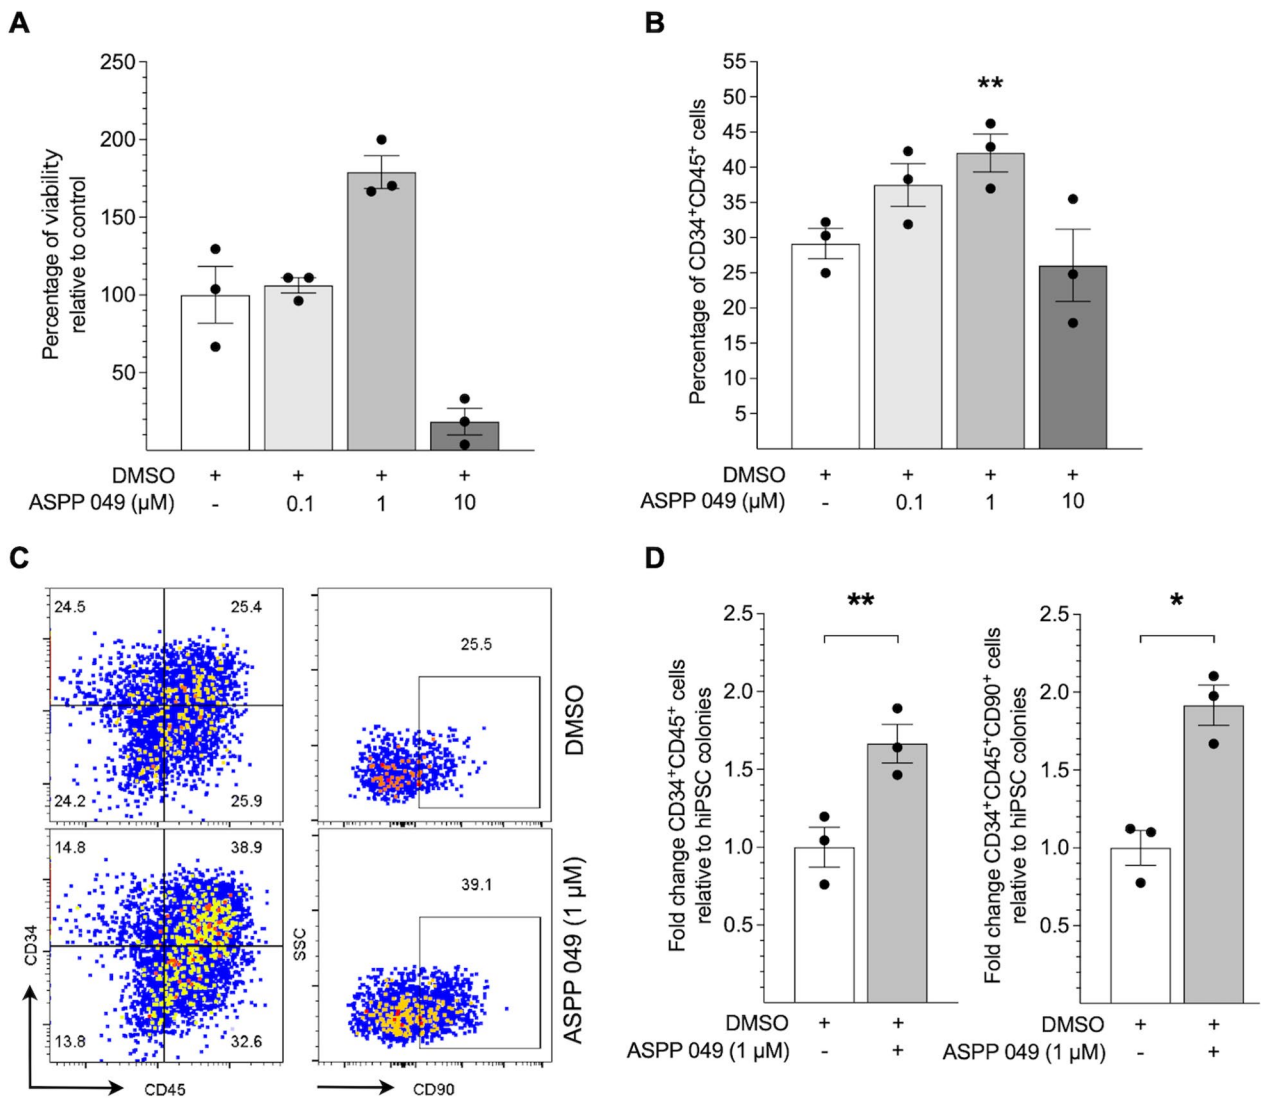 A
Percentage of viability
relative to control
250
200
150
100
50
DMSO + + + +
ASPP 049 (µM) - 0.1 1 10
B
Percentage of CD34⁺CD45⁺ cells
55
50
45
40
35
30
25
20
15
10
5
**
DMSO + + + +
ASPP 049 (µM) - 0.1 1 10
C
24.5 25.4
24.2 25.9
25.5
DMSO
14.8 38.9
13.8 32.6
39.1
ASPP 049 (1 µM)
CD34
CD45
SSC
CD90
D
Fold change CD34⁺CD45⁺ cells
relative to hiPSC colonies
2.5
2.0
1.5
1.0
0.5
**
DMSO + +
ASPP 049 (1 µM) - +
Fold change CD34⁺CD45⁺CD90⁺ cells
relative to hiPSC colonies
2.5
2.0
1.5
1.0
0.5
*
DMSO + +
ASPP 049 (1 µM) - +